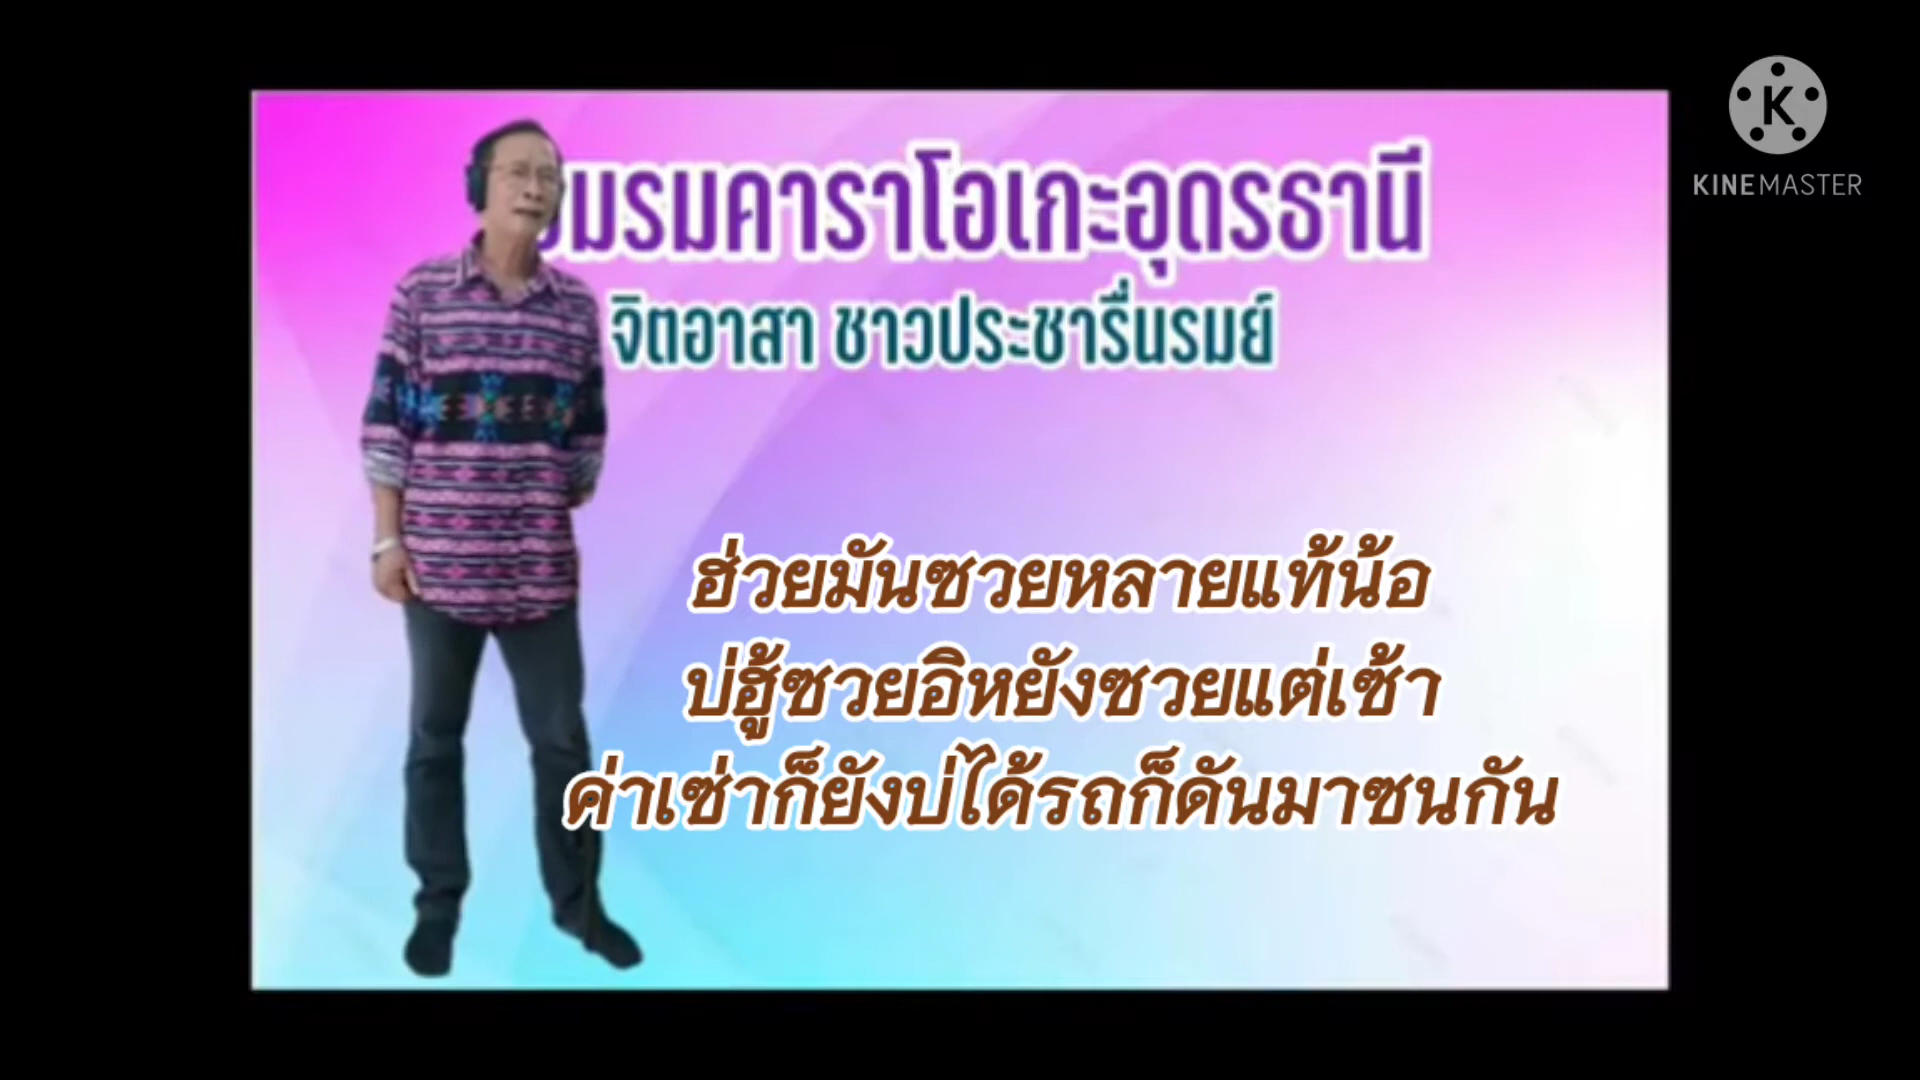 มรมคาราโอเกะอุดรธานี
จิตอาสา ชาวประชารื่นรมย์
ฮ่วยมันซวยหลายแท้น้อ
บ่ฮู้ซวยอิหยังซวยแต่เช้า
ค่าเซ่าก็ยังบ่ได้รถก็ดันมาซนกัน
KINEMASTER